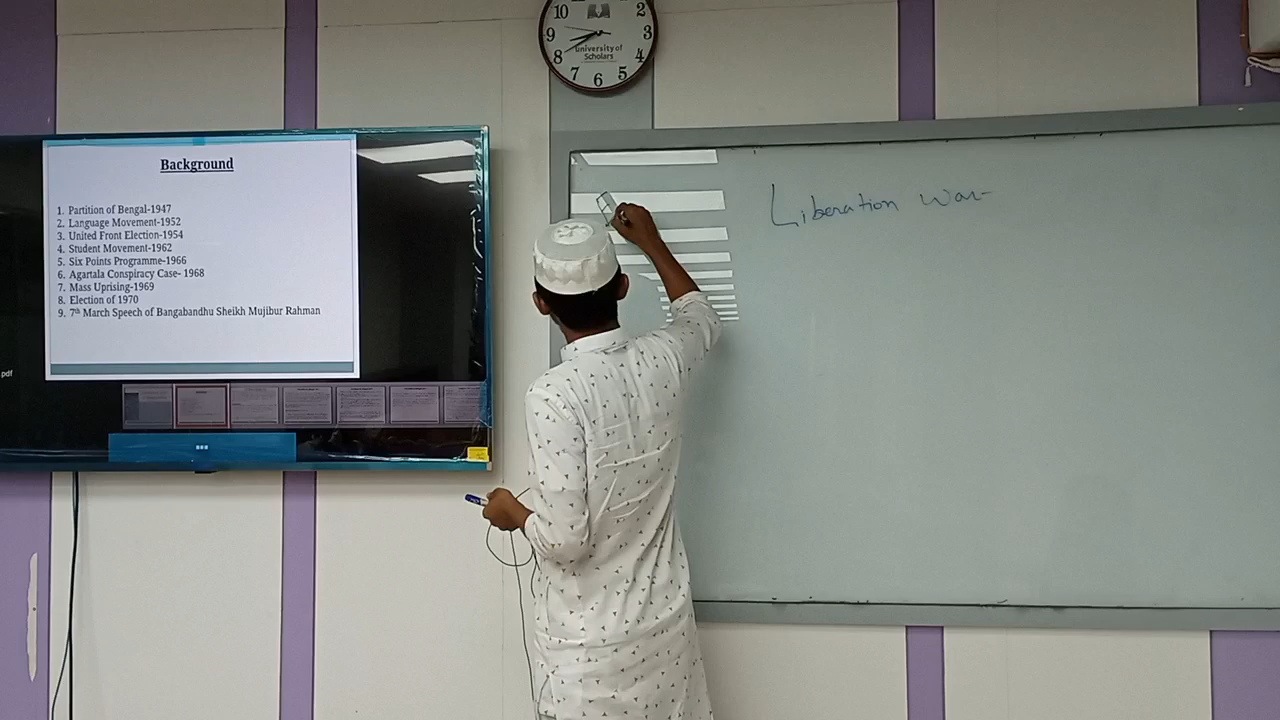 10
2
9
3
8
4
7
6
5
University of
Scholars
Background
1. Partition of Bengal-1947
2. Language Movement-1952
3. United Front Election-1954
4. Student Movement-1962
5. Six Points Programme-1966
6. Agartala Conspiracy Case- 1968
7. Mass Uprising-1969
8. Election of 1970
9. 7th March Speech of Bangabandhu Sheikh Mujibur Rahman
pdf
Liberation war-